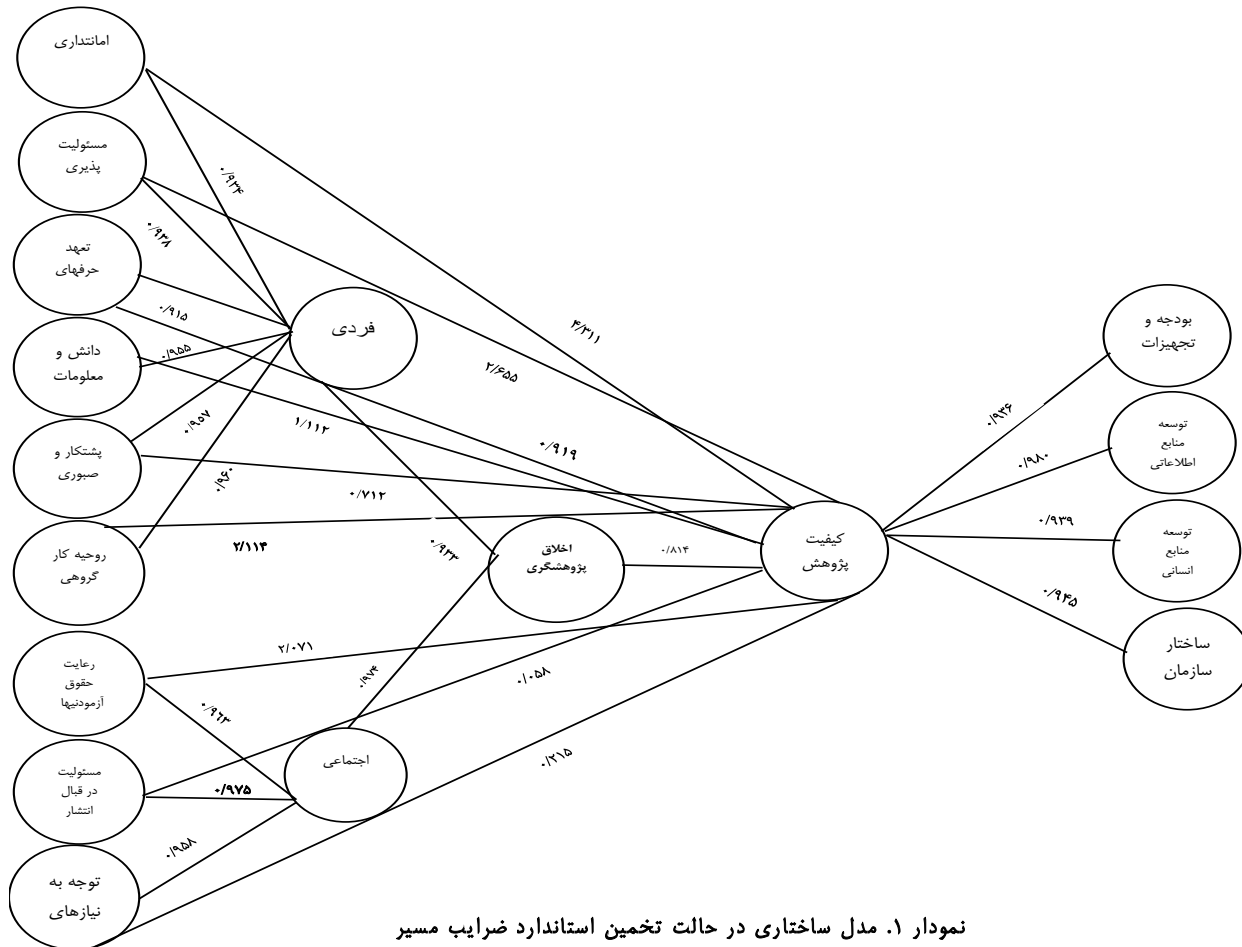 امانتداری
مسئولیت
پذیری
تعهد
حرفهای
دانش و
معلومات
پشتکار و
صبوری
روحیه کار
گروهی
رعایت
حقوق
آزمودنیها
مسئولیت
در قبال
انتشار
توجه به
نیازهای
فردی
اجتماعی
اخلاق
پژوهشگری
کیفیت
پژوهش
بودجه و
تجهیزات
توسعه
منابع
اطلاعاتی
توسعه
منابع
انسانی
ساختار
سازمان
۰/۹۳۴
۰/۹۳۸
۰/۹۱۵
۰/۹۵۵
۰/۹۵۷
۰/۹۶۰
۴/۳۱۱
۲/۶۵۵
۱/۱۱۲
۰/۹۱۹
۰/۷۱۲
۲/۱۱۴
۰/۹۳۳
۰/۸۱۴
۲/۰۷۱
۰/۰۵۸
۰/۹۷۴
۰/۹۶۳
۰/۹۷۵
۰/۹۵۸
۰/۲۱۵
۰/۹۳۶
۰/۹۸۰
۰/۹۳۹
۰/۹۴۵
نمودار ۱. مدل ساختاری در حالت تخمین استاندارد ضرایب مسیر